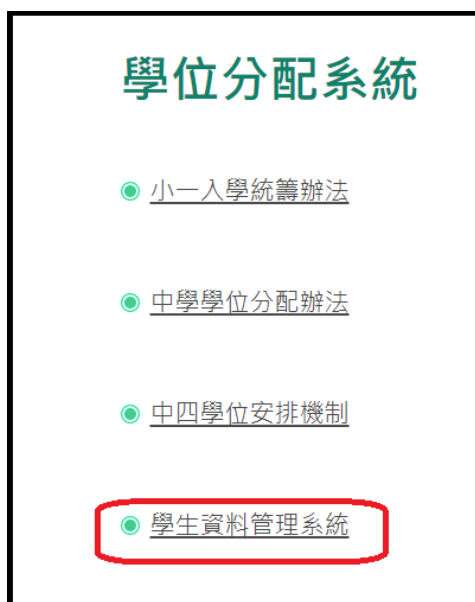 學位分配系統
小一入學統籌辦法
中學學位分配辦法
中四學位安排機制
學生資料管理系統